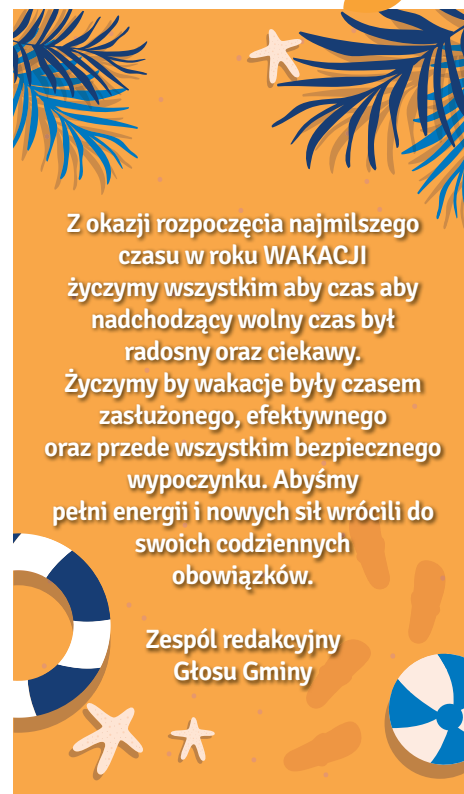 Z okazji rozpoczęcia najmilszego
czasu w roku WAKACJI
życzymy wszystkim aby czas aby
nadchodzący wolny czas był
radosny oraz ciekawy.
Życzymy by wakacje były czasem
zasłużonego, efektywnego
oraz przede wszystkim bezpiecznego
wypoczynku. Abyśmy
pełni energii i nowych sił wrócili do
swoich codziennych
obowiązków.
Zespól redakcyjny
Głosu Gminy